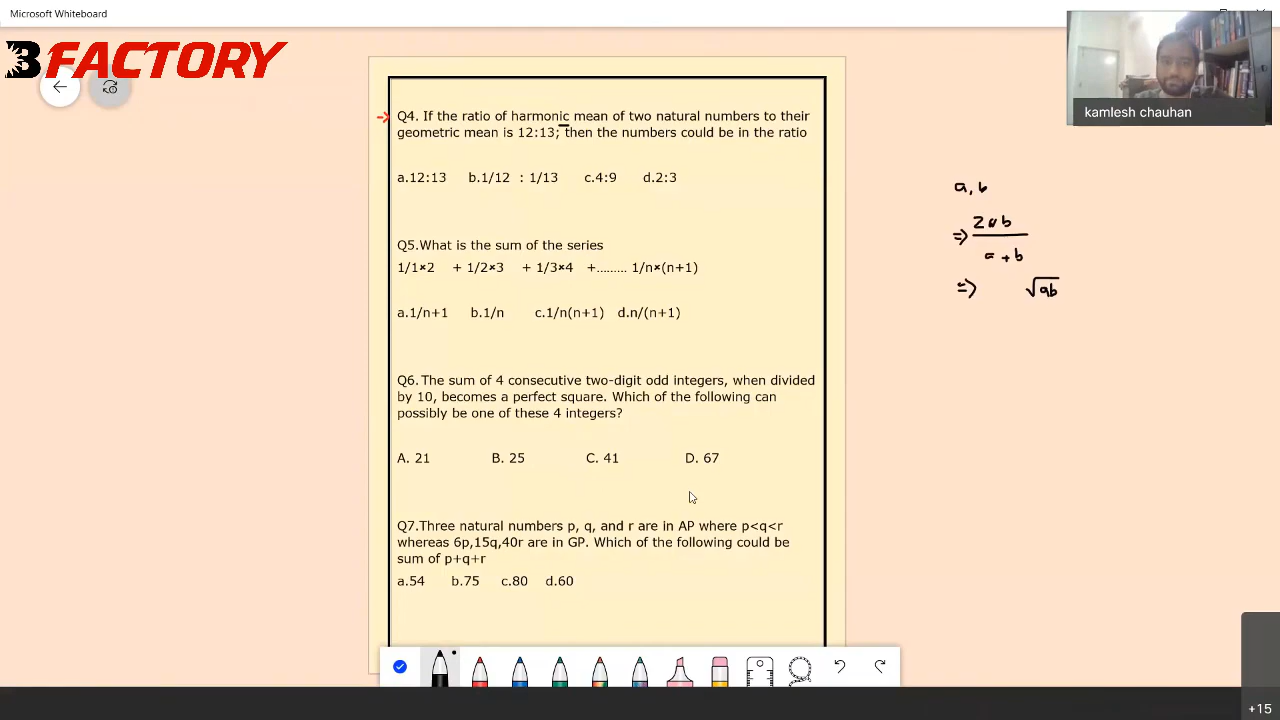 Microsoft Whiteboard
3FACTORY
kamlesh chauhan
Q4. If the ratio of harmonic mean of two natural numbers to their
geometric mean is 12:13; then the numbers could be in the ratio
a.12:13 b.1/12 : 1/13 c.4:9 d.2:3
Q5.What is the sum of the series
1/1×2 + 1/2×3 + 1/3×4 +......... 1/n×(n+1)
a.1/n+1 b.1/n c.1/n(n+1) d.n/(n+1)
Q6.The sum of 4 consecutive two-digit odd integers, when divided
by 10, becomes a perfect square. Which of the following can
possibly be one of these 4 integers?
A. 21 B. 25 C. 41 D. 67
Q7.Three natural numbers p, q, and r are in AP where p<q<r
whereas 6p,15q,40r are in GP. Which of the following could be
sum of p+q+r
a.54 b.75 c.80 d.60
a, b
⇒ 2ab
a + b
⇒ √ab
+15